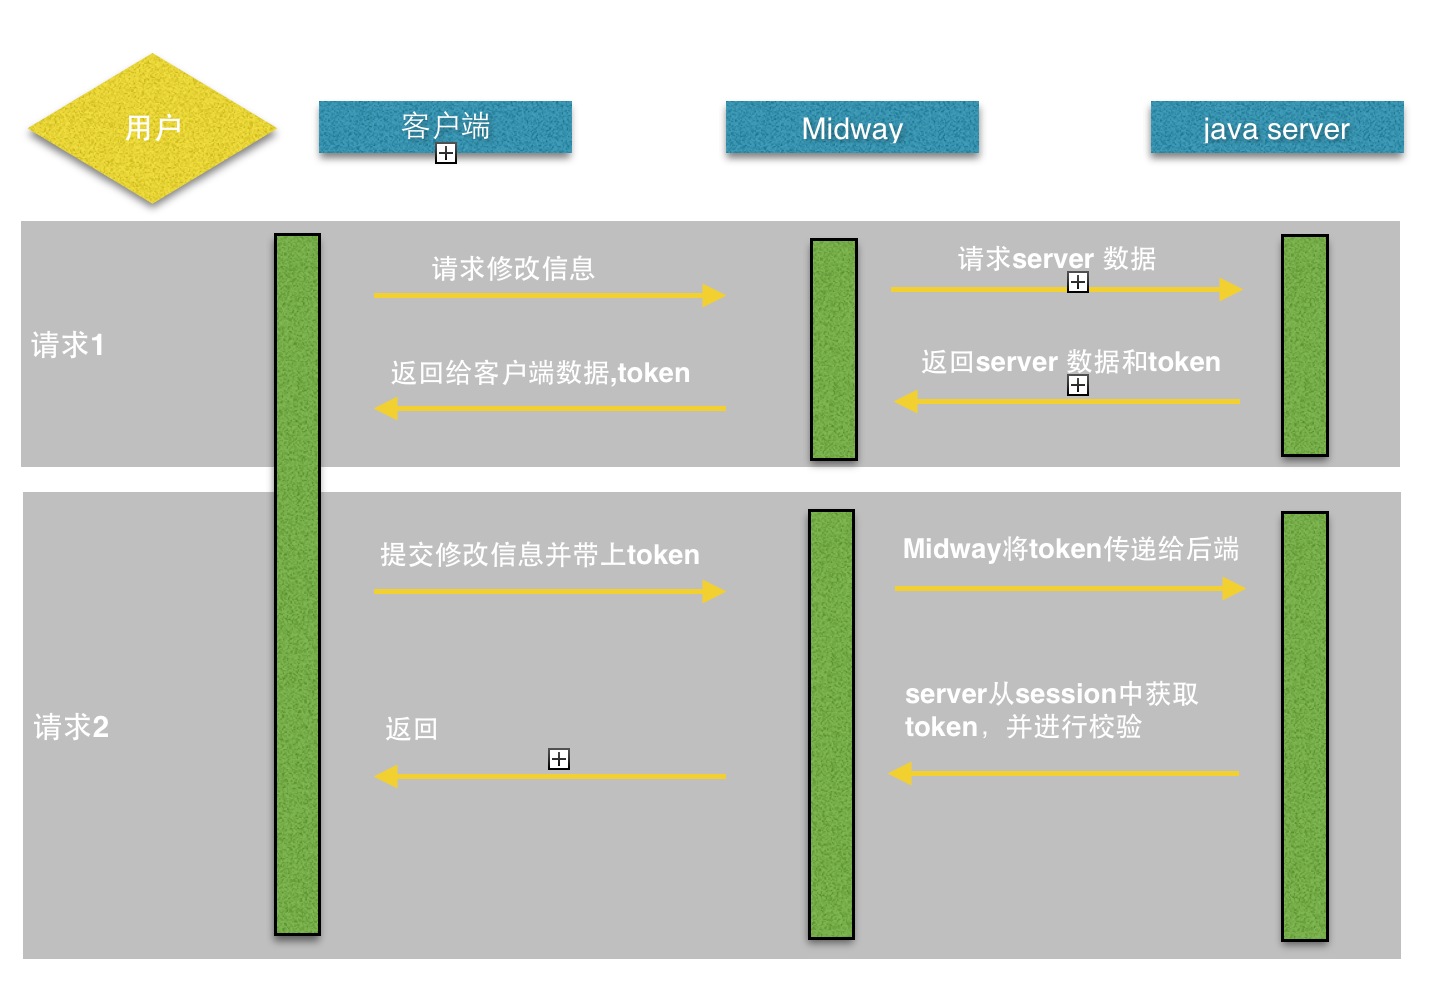 用户
客户端
Midway
java server
请求1
请求修改信息
请求server 数据
返回给客户端数据,token
返回server 数据和token
请求2
提交修改信息并带上token
Midway将token传递给后端
返回
server从session中获取
token，并进行校验